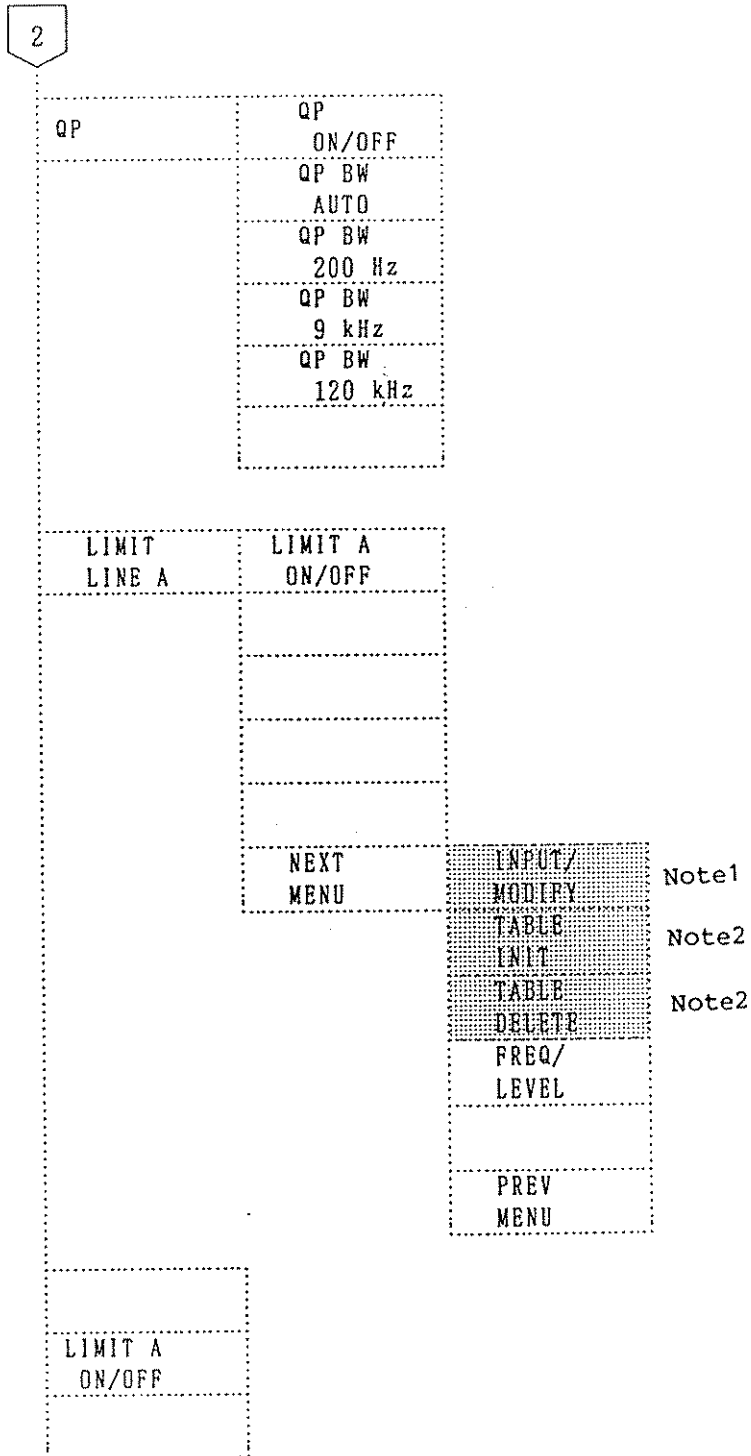 2
QP
QP
ON/OFF
QP BW
AUTO
QP BW
200 Hz
QP BW
9 kHz
QP BW
120 kHz
LIMIT
LINE A
LIMIT A
ON/OFF
NEXT
MENU
INPUT/
MODIFY
Note1
TABLE
INIT
Note2
TABLE
DELETE
Note2
FREQ/
LEVEL
PREV
MENU
LIMIT A
ON/OFF